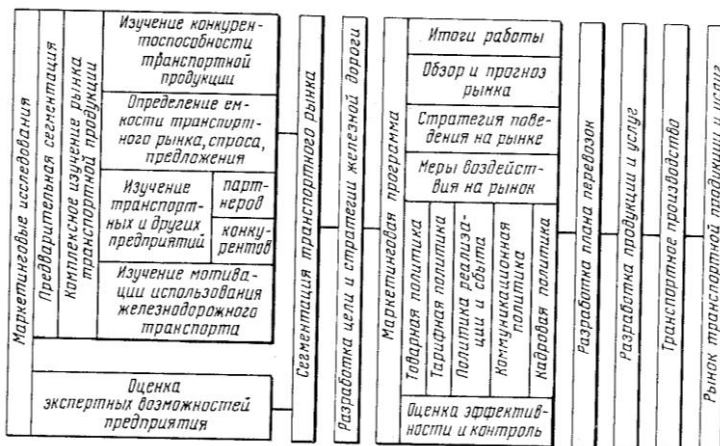 Маркетинговые исследования
Предварительная сегментация
Комплексное изучение рынка
транспортной продукции
Изучение конкурен-
тоспособности
транспортной
продукции
Определение ем-
кости транспорт-
ного рынка, спроса,
предложения
Изучение
транспорт-
ных и других
предприятий
парт-
неров
конку-
рентов
Изучение мотива-
ции использования
железнодорожного
транспорта
Оценка
экспертных возможностей
предприятия
Сегментация транспортного рынка
Разработка цели и стратегии железной дороги
Маркетинговая программа
Итоги работы
Обзор и прогноз
рынка
Стратегия пове-
дения на рынке
Меры воздейст-
вия на рынок
Товарная политика
Тарифная политика
Политика реализа-
ции и сбыта
Коммуникационная
политика
Кадровая политика
Оценка эффектив-
ности и контроль
Разработка плана перевозок
Разработка продукции и услуг
Транспортное производство
Рынок транспортной продукции и услуг